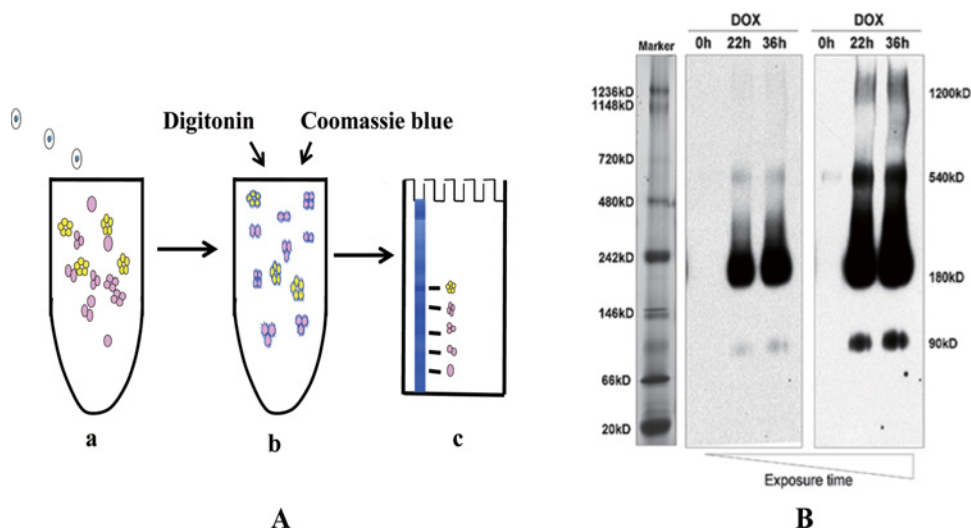 Digitonin Coomassie blue
a
b
c
A
DOX
DOX
Marker
0h 22h 36h
0h 22h 36h
1236kD
1148kD
720kD
480kD
242kD
146kD
66kD
20kD
1200kD
540kD
180kD
90kD
Exposure time
B